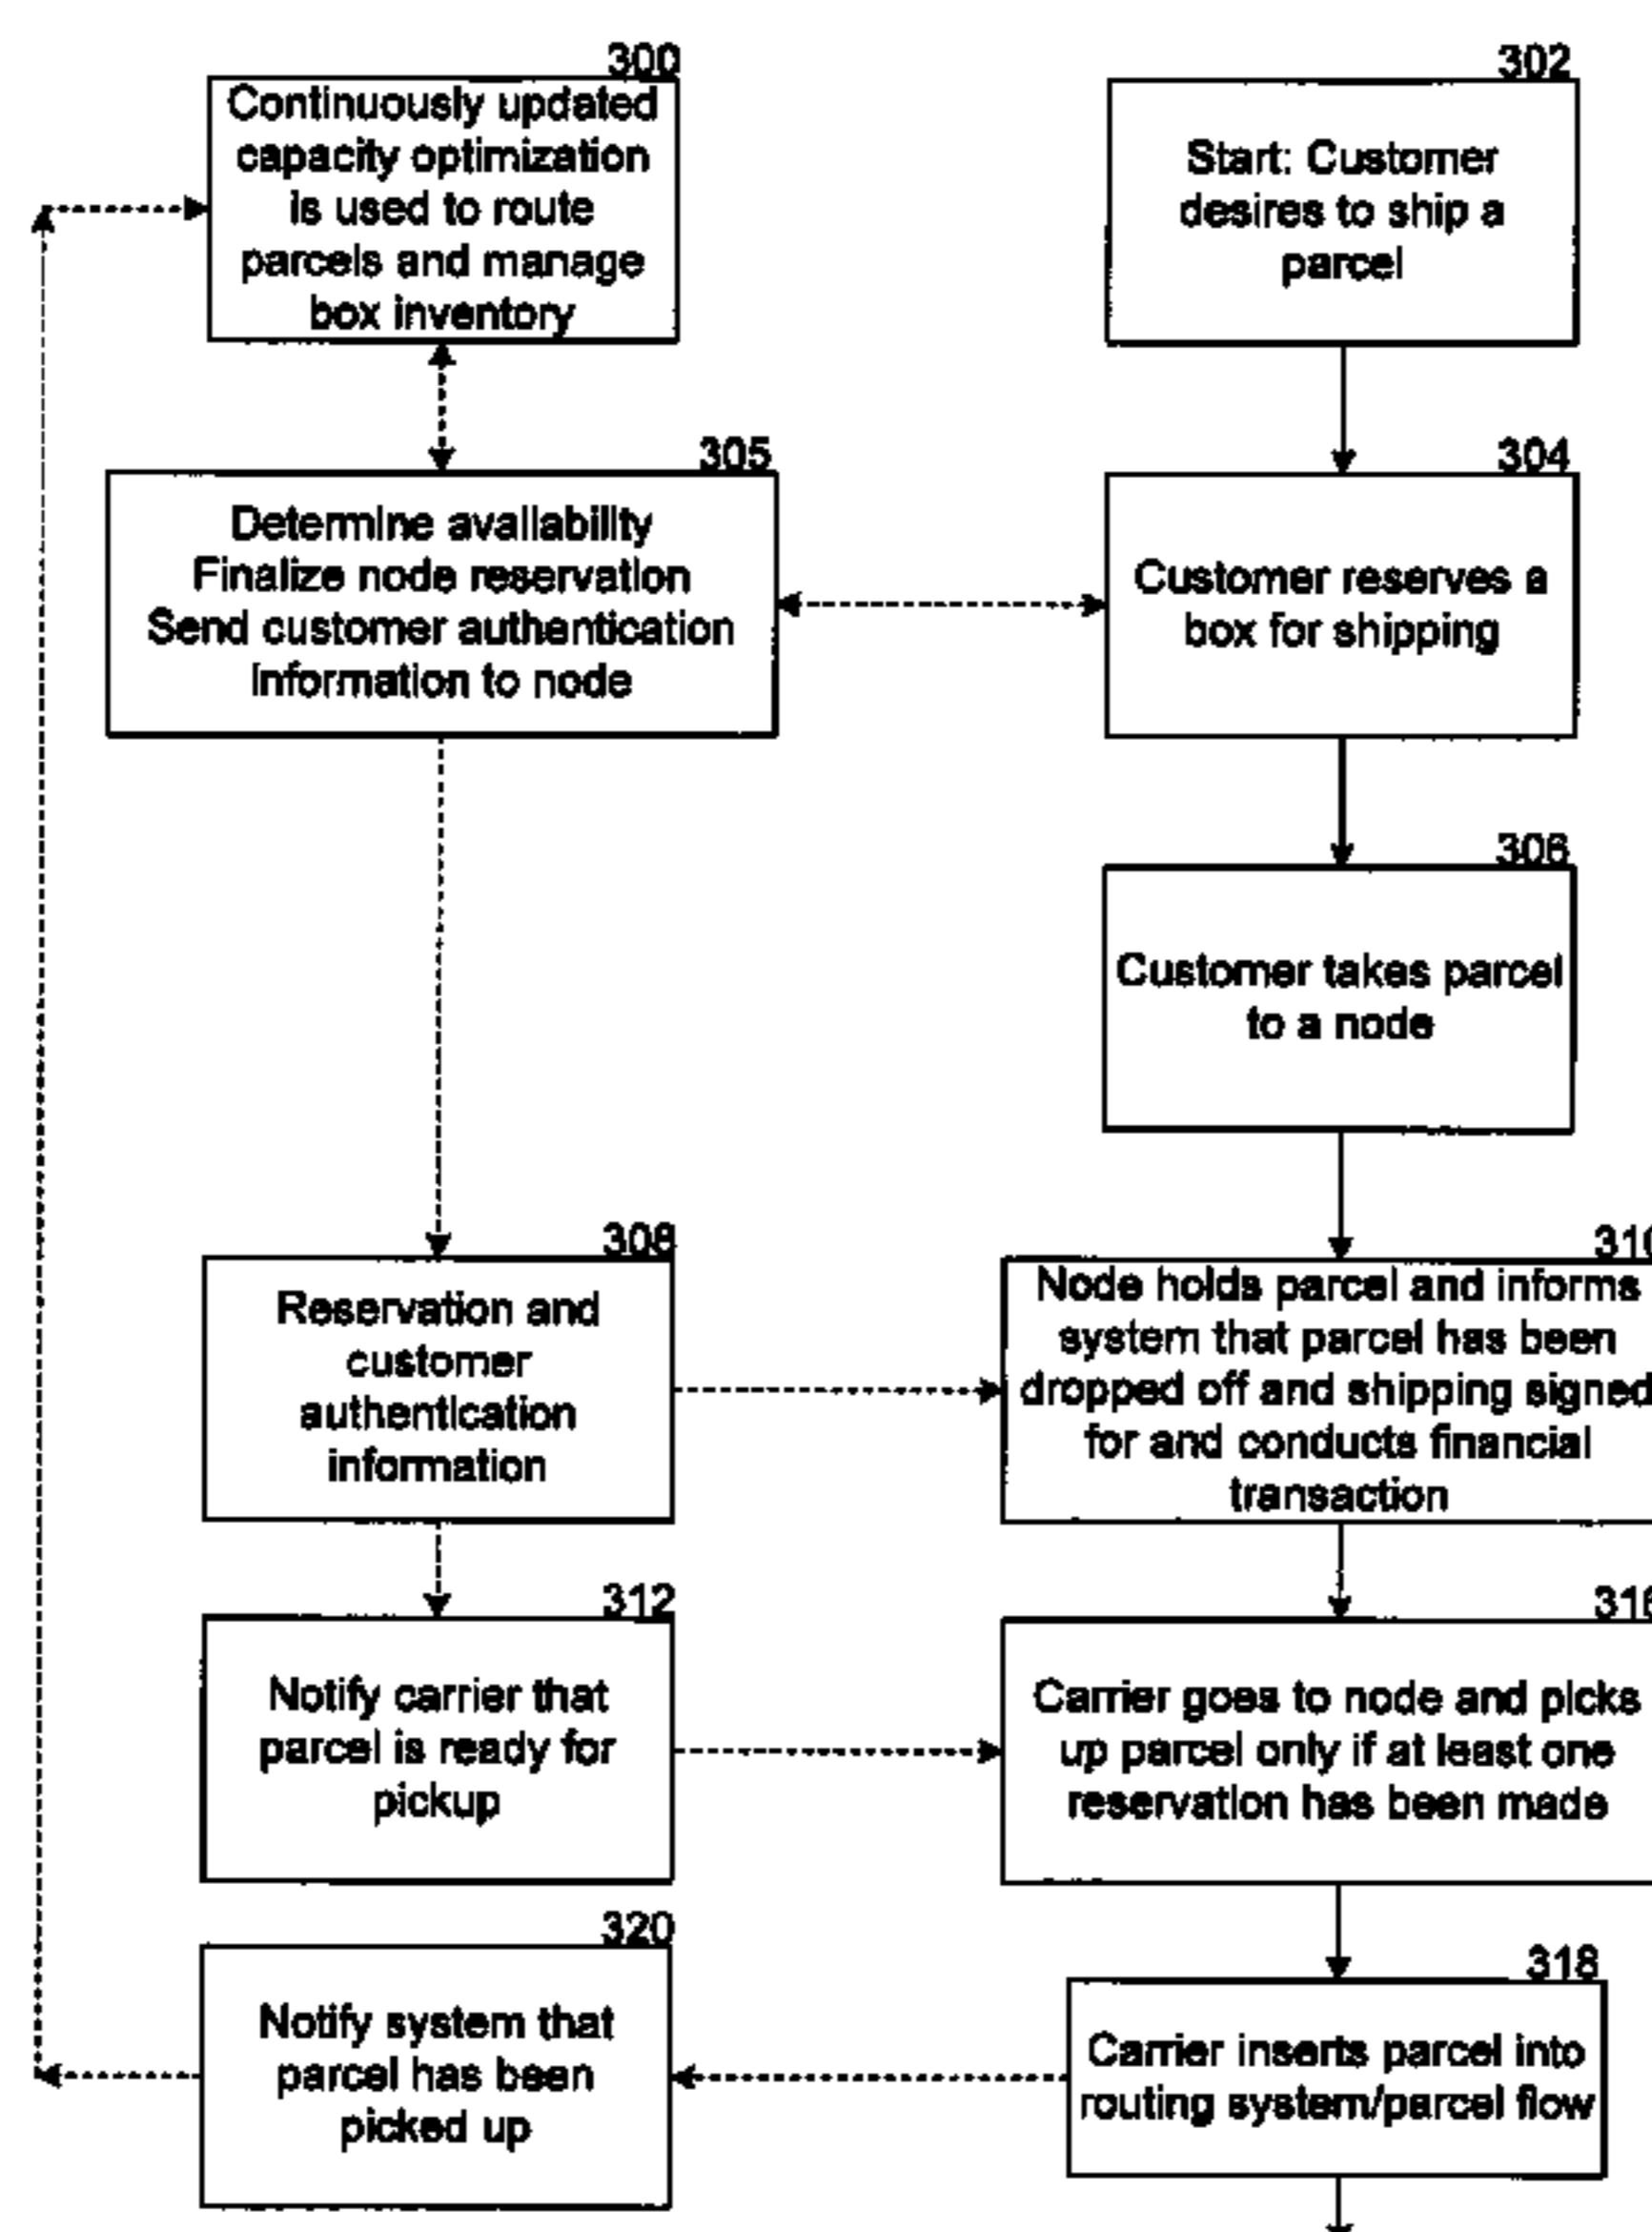 300
Continuously updated
capacity optimization
is used to route
parcels and manage
box inventory
302
Start: Customer
desires to ship a
parcel
305
Determine availability
Finalize node reservation
Send customer authentication
Information to node
304
Customer reserves a
box for shipping
306
Customer takes parcel
to a node
308
Reservation and
customer
authentication
information
310
Node holds parcel and informs
system that parcel has been
dropped off and shipping signed
for and conducts financial
transaction
312
Notify carrier that
parcel is ready for
pickup
316
Carrier goes to node and picks
up parcel only if at least one
reservation has been made
320
Notify system that
parcel has been
picked up
318
Carrier inserts parcel into
routing system/parcel flow